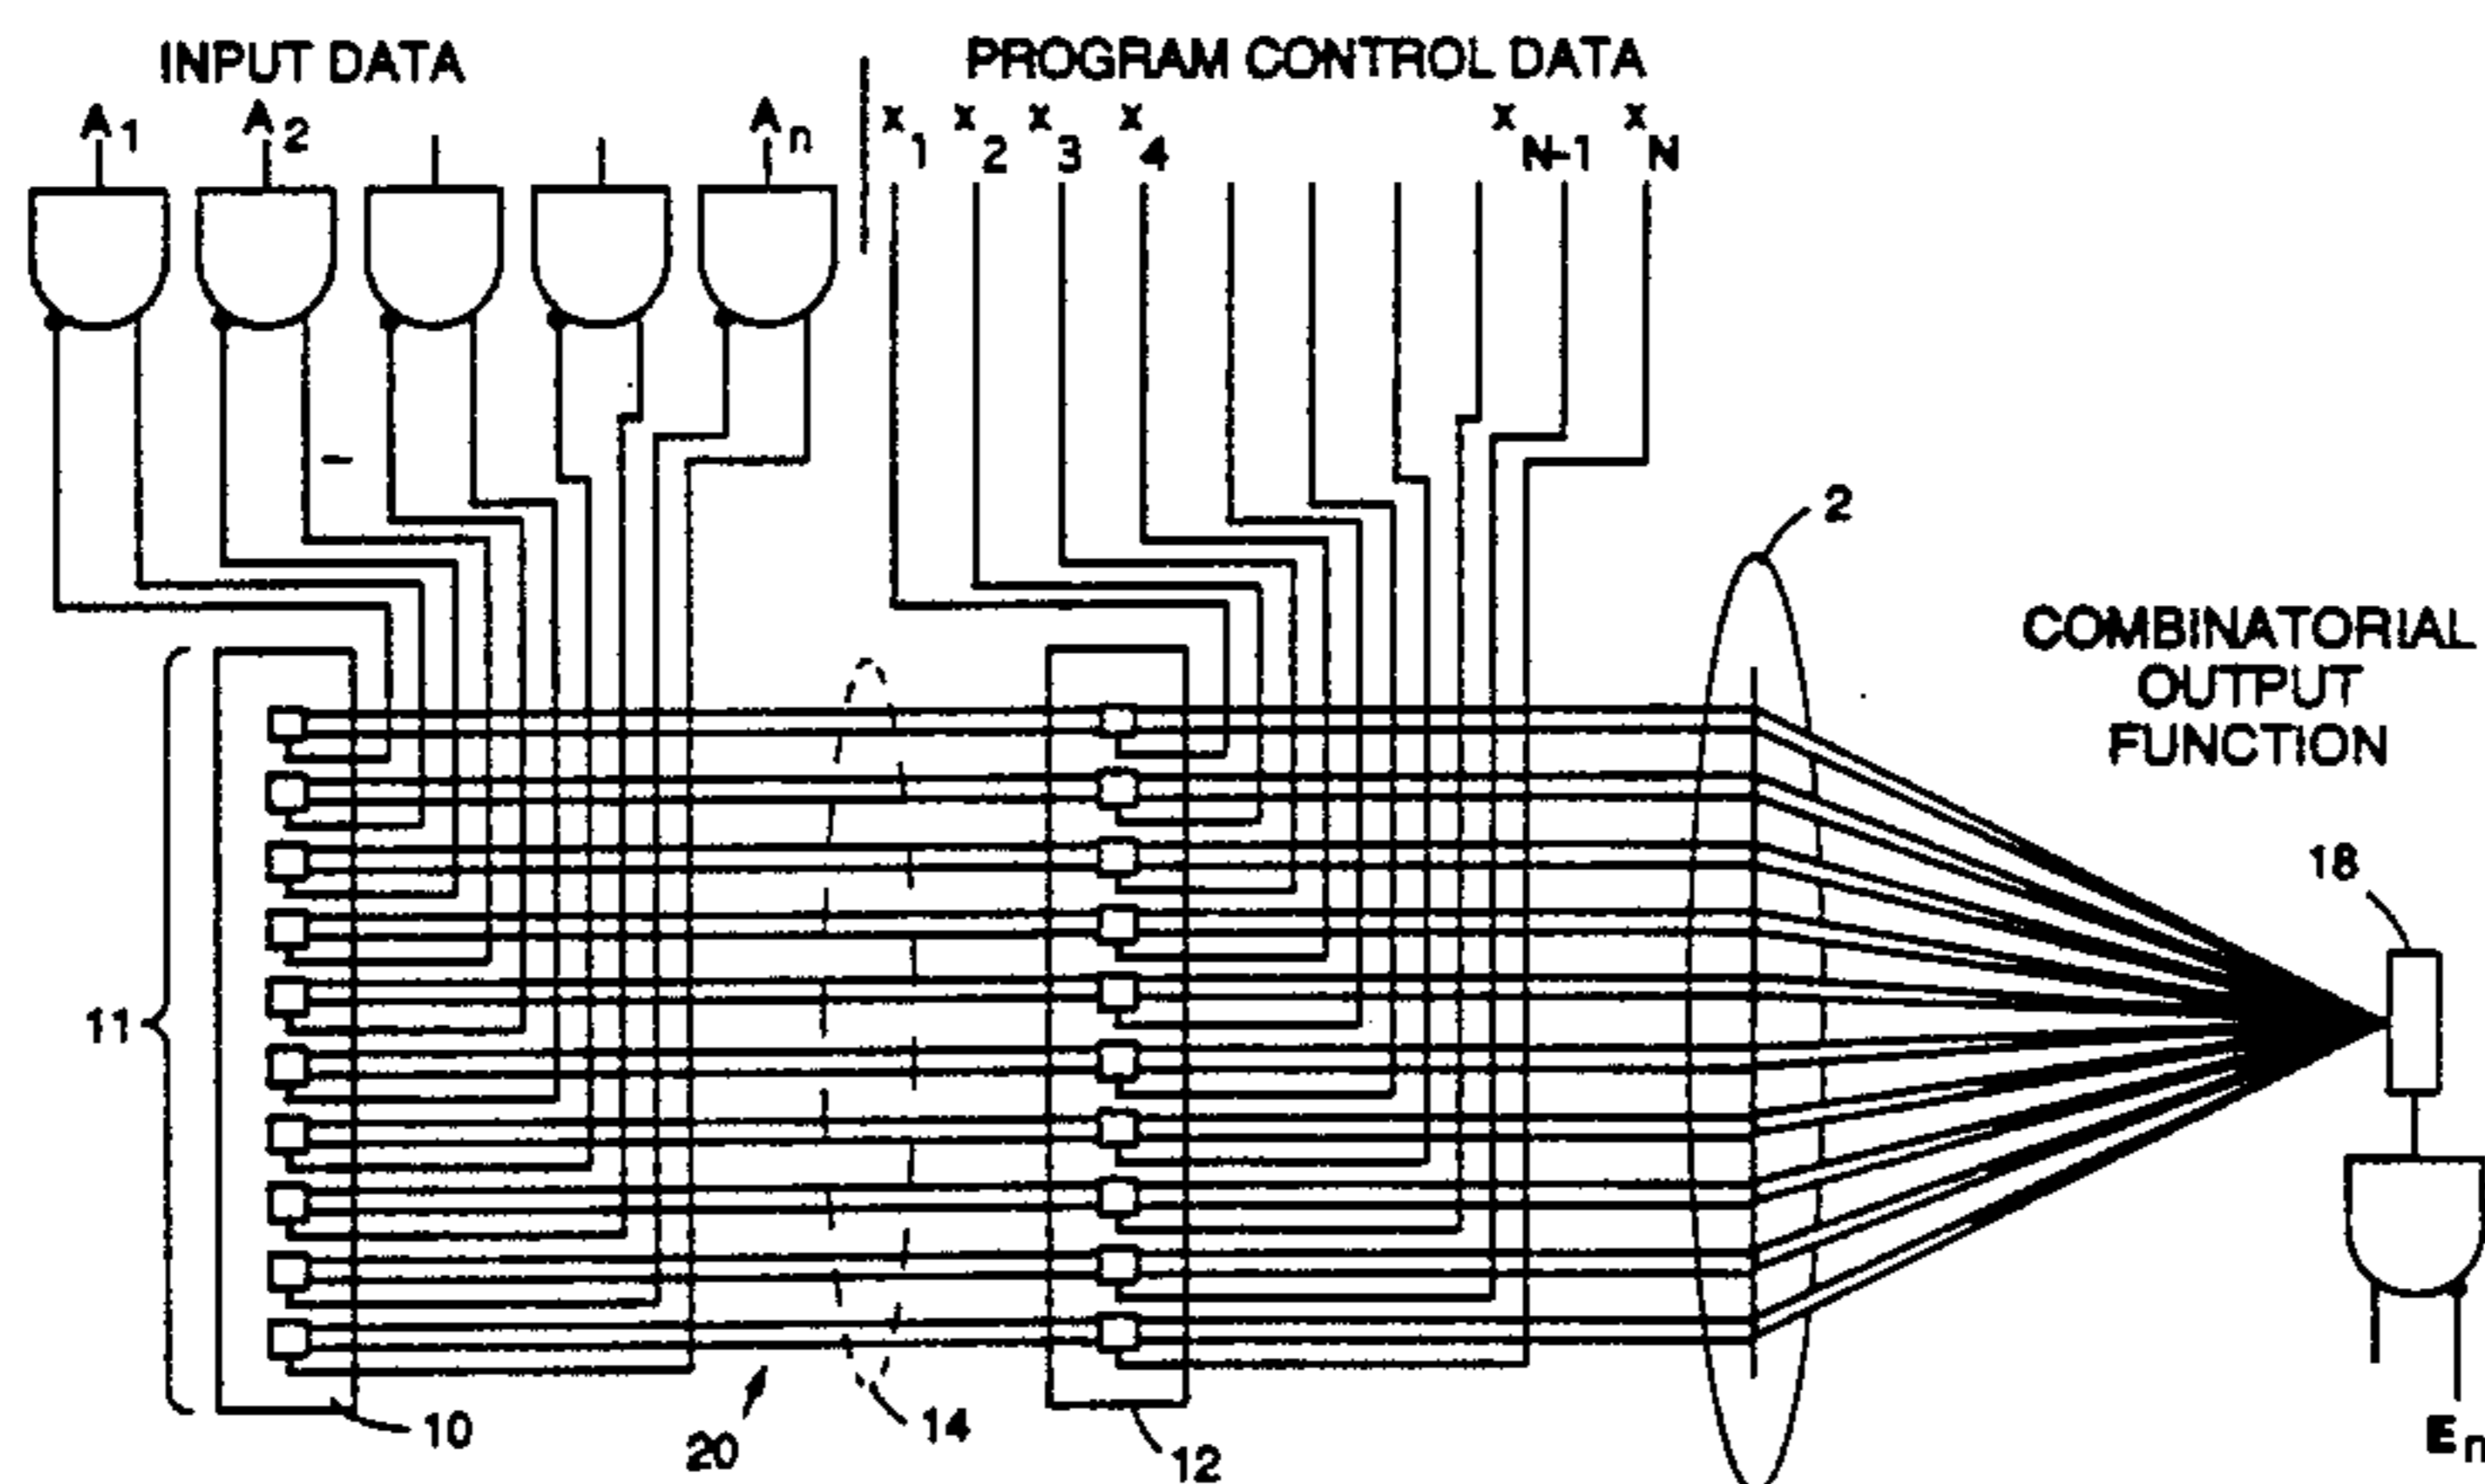 INPUT DATA
PROGRAM CONTROL DATA
A1 A2 An
x1 x2 x3 x4 xN-1 xN
2
COMBINATORIAL
OUTPUT
FUNCTION
18
11
10
20
14
12
En